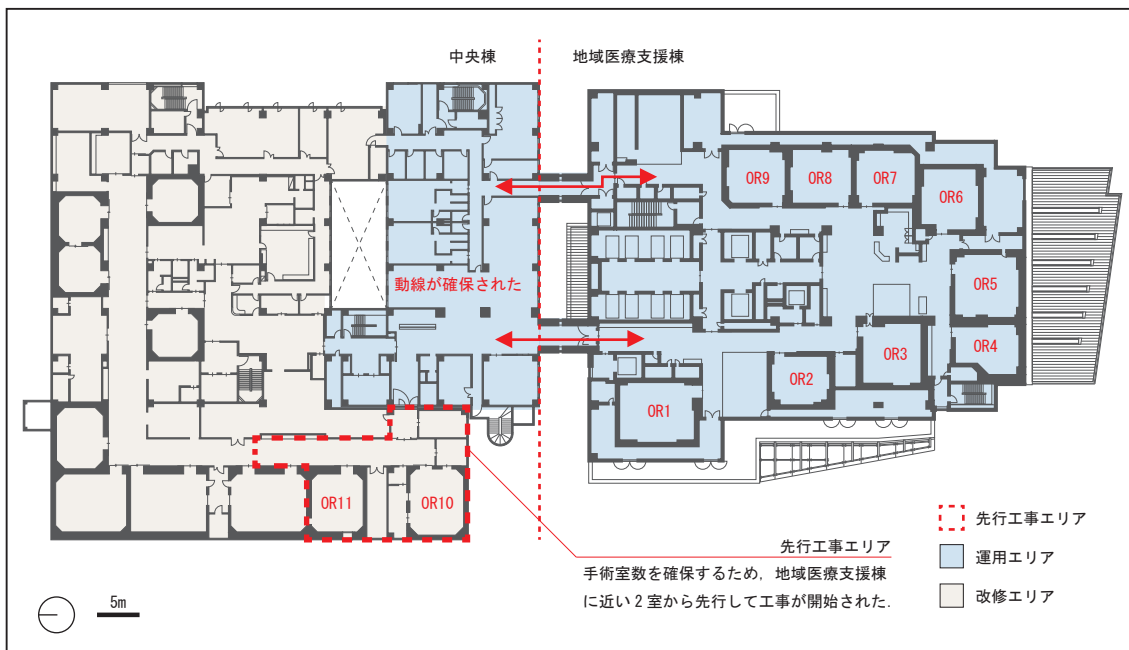 中央棟
地域医療支援棟
OR9
OR8
OR7
OR6
動線が確保された
OR5
OR4
OR3
OR2
OR1
OR11
OR10
先行工事エリア
手術室数を確保するため，地域医療支援棟
に近い２室から先行して工事が開始された．
先行工事エリア
運用エリア
改修エリア
5m